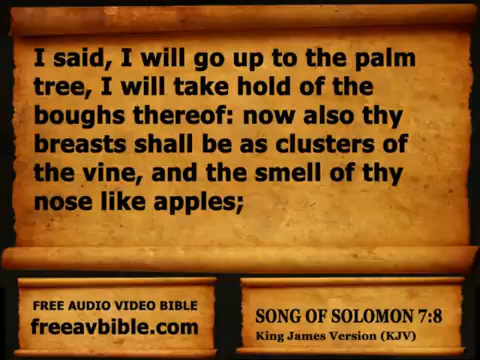 I said, I will go up to the palm
tree, I will take hold of the
boughs thereof: now also thy
breasts shall be as clusters of
the vine, and the smell of thy
nose like apples;
FREE AUDIO VIDEO BIBLE
freeavbible.com
SONG OF SOLOMON 7:8
King James Version (KJV)